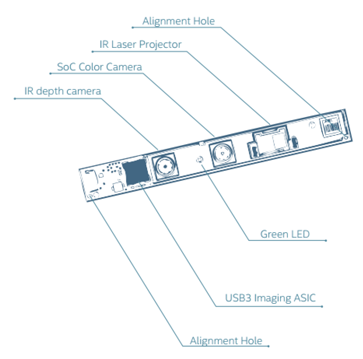 Alignment Hole
IR Laser Projector
SoC Color Camera
IR depth camera
Green LED
USB3 Imaging ASIC
Alignment Hole